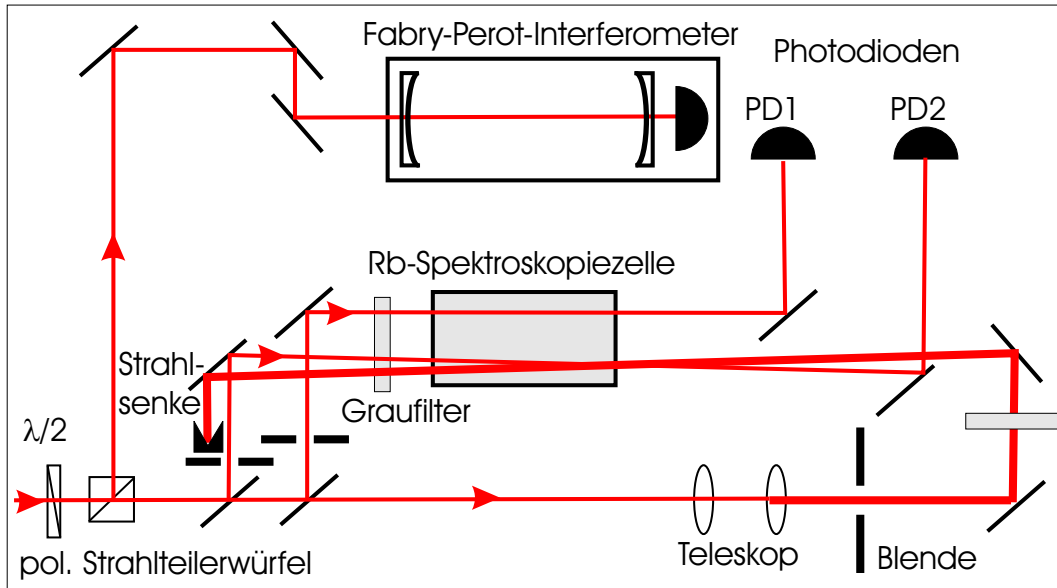 Fabry-Perot-Interferometer
Photodioden
PD1
PD2
Rb-Spektroskopiezelle
Strahl-
senke
Graufilter
λ/2
pol. Strahlteilerwürfel
Teleskop
Blende